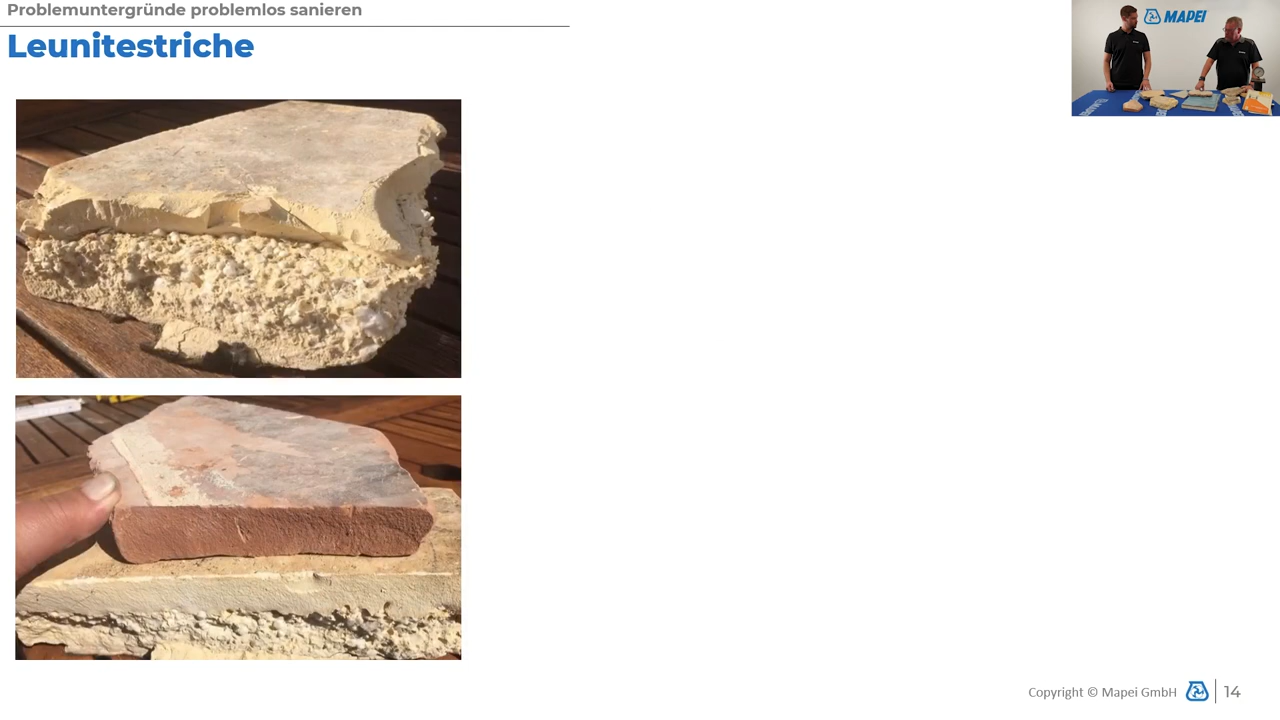 Problemuntergründe problemlos sanieren
Leunitestriche
MAPEI
Copyright © Mapei GmbH
14